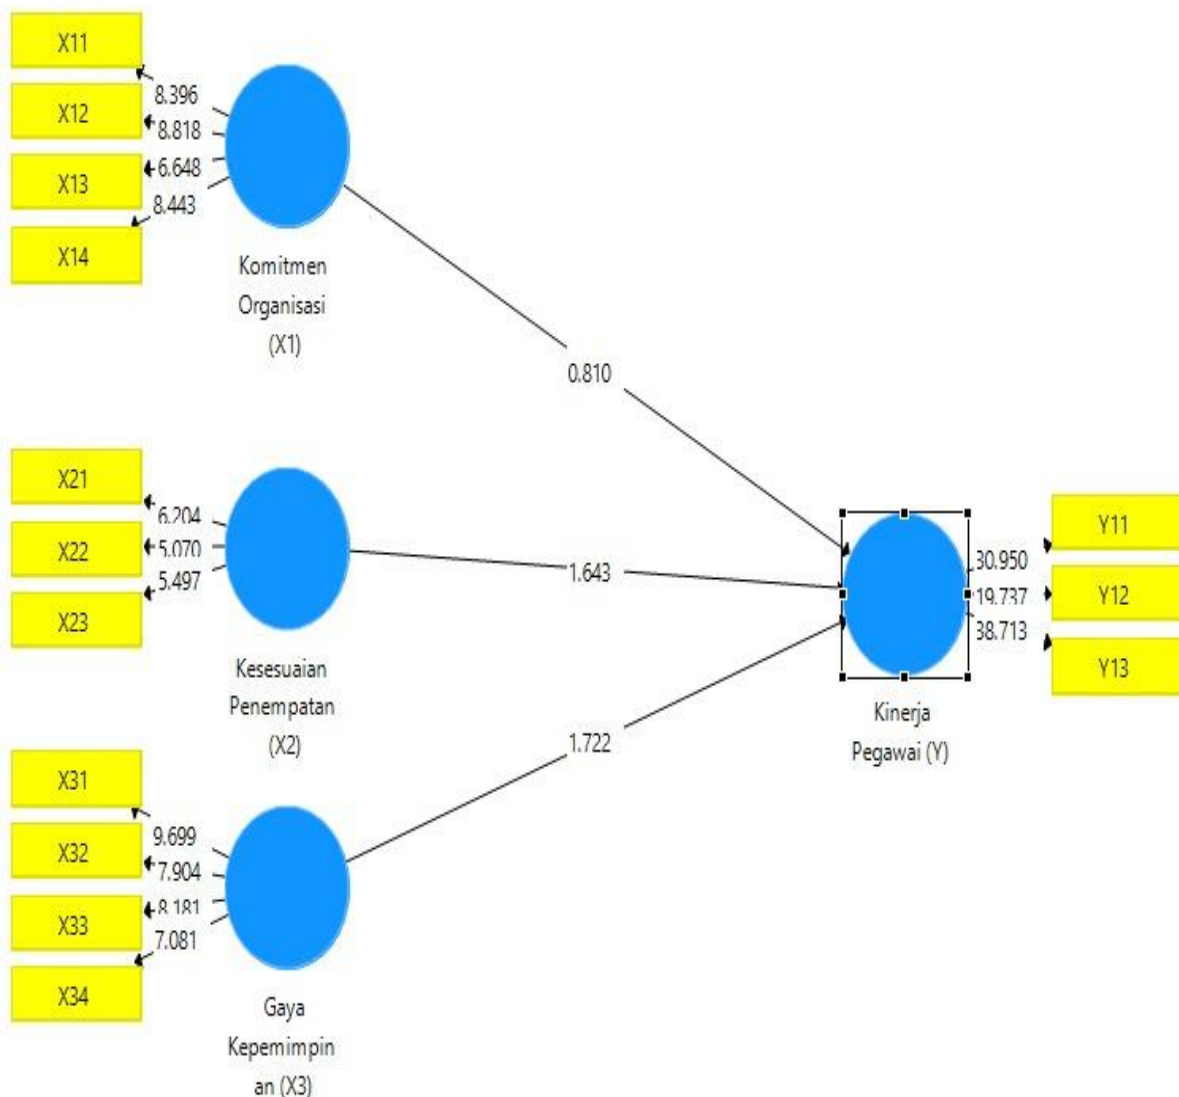 X11
X12
X13
X14
8.396
8.818
6.648
8.443
Komitmen
Organisasi
(X1)
0.810
X21
X22
X23
6.204
5.070
5.497
Kesesuaian
Penempatan
(X2)
1.643
X31
X32
X33
X34
9.699
7.904
8.181
7.081
Gaya
Kepemimpin
an (X3)
1.722
Kinerja
Pegawai (Y)
30.950
19.737
38.713
Y11
Y12
Y13